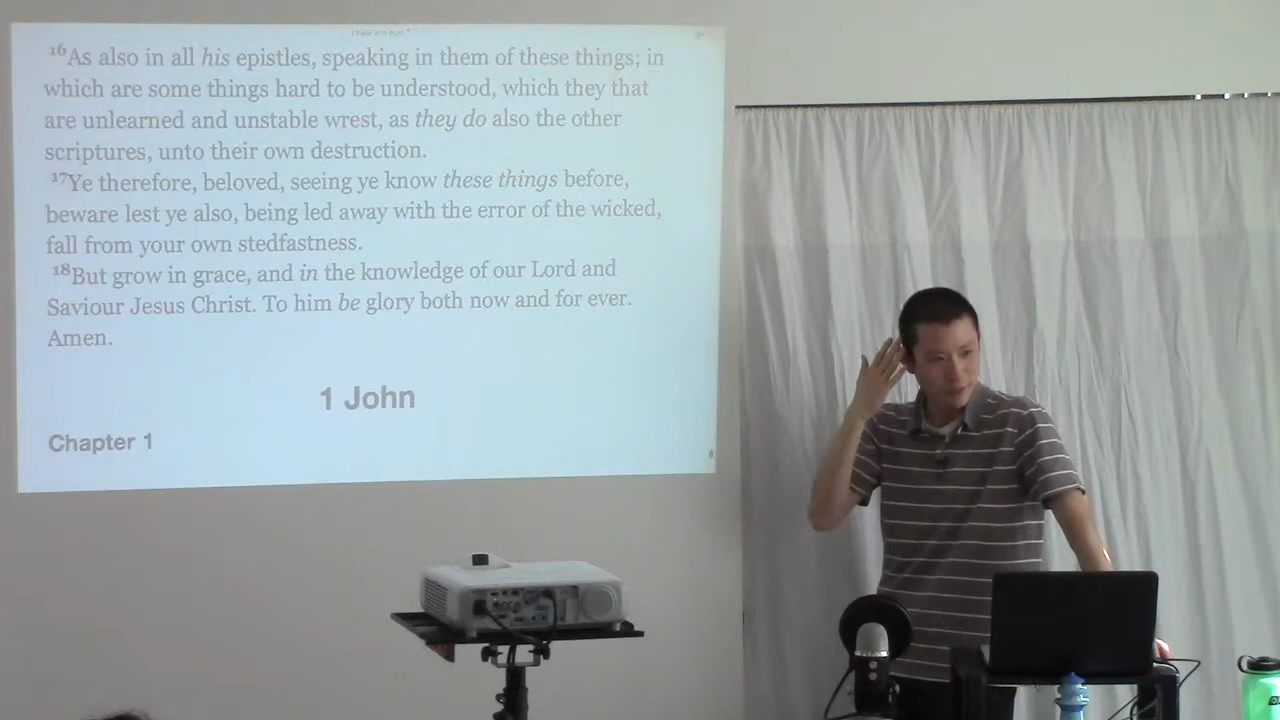 16As also in all his epistles, speaking in them of these things; in
which are some things hard to be understood, which they that
are unlearned and unstable wrest, as they do also the other
scriptures, unto their own destruction.
17Ye therefore, beloved, seeing ye know these things before,
beware lest ye also, being led away with the error of the wicked,
fall from your own stedfastness.
18But grow in grace, and in the knowledge of our Lord and
Saviour Jesus Christ. To him be glory both now and for ever.
Amen.
1 John
Chapter 1